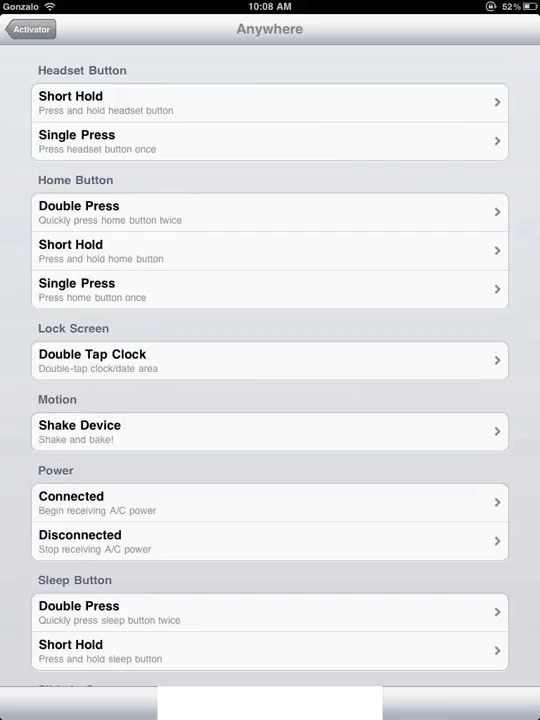 Gonzalo
10:08 AM
52%
Activator
Anywhere
Headset Button
Short Hold
Press and hold headset button
Single Press
Press headset button once
Home Button
Double Press
Quickly press home button twice
Short Hold
Press and hold home button
Single Press
Press home button once
Lock Screen
Double Tap Clock
Double-tap clock/date area
Motion
Shake Device
Shake and bake!
Power
Connected
Begin receiving A/C power
Disconnected
Stop receiving A/C power
Sleep Button
Double Press
Quickly press sleep button twice
Short Hold
Press and hold sleep button